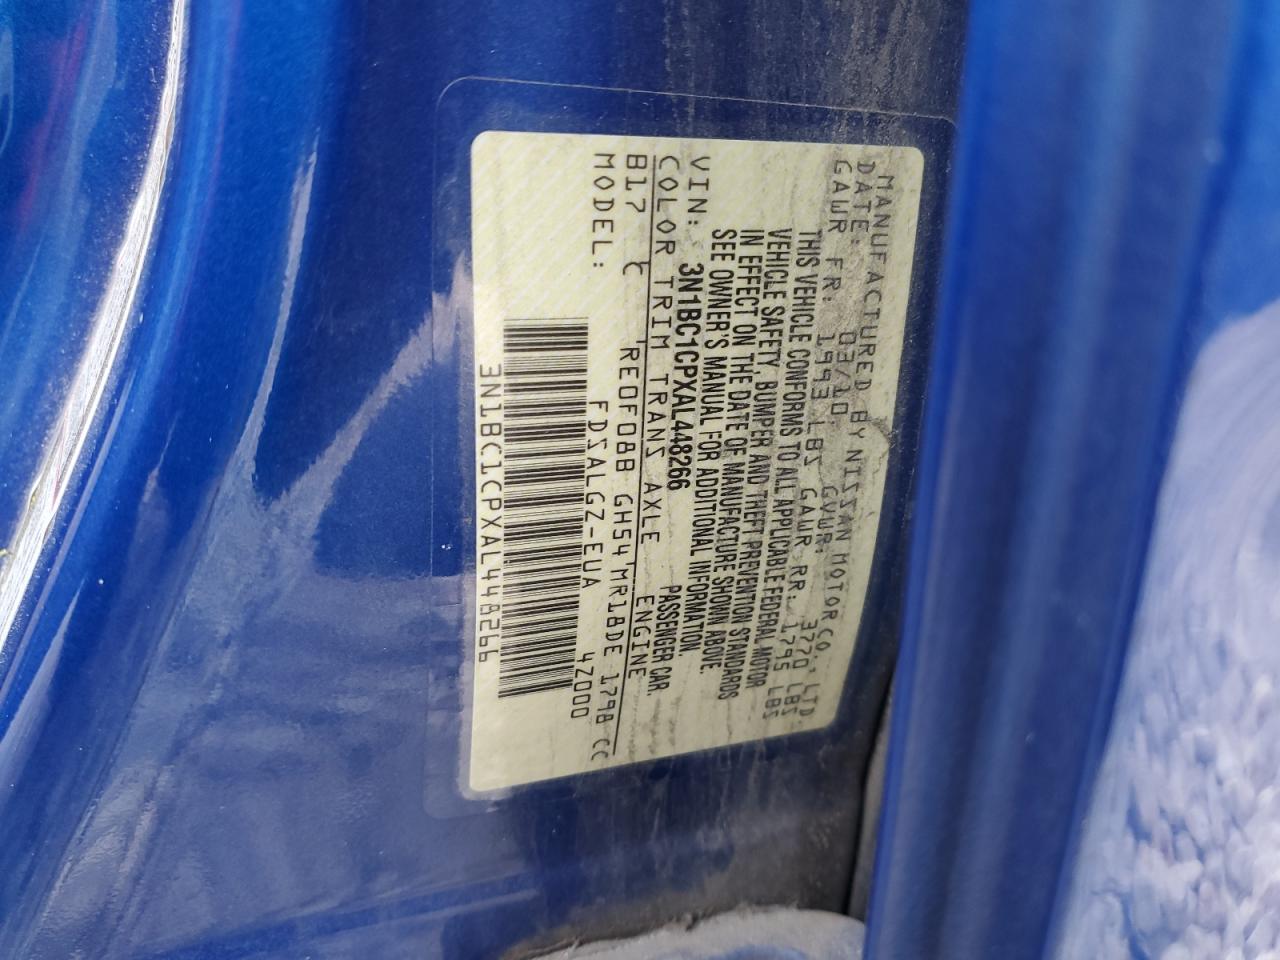 MANUFACTURED BY NISSAN MOTOR CO., LTD.
DATE: 03/10. GVWR: 3770 LBS
GAWR FR: 1993 LBS GAWR RR: 1795 LBS
THIS VEHICLE CONFORMS TO ALL APPLICABLE FEDERAL MOTOR
VEHICLE SAFETY, BUMPER AND THEFT PREVENTION STANDARDS
IN EFFECT ON THE DATE OF MANUFACTURE SHOWN ABOVE.
SEE OWNER'S MANUAL FOR ADDITIONAL INFORMATION.
VIN: 3N1BC1CPXAL448266 PASSENGER CAR.
COLOR TRIM TRANS AXLE ENGINE
B17 C RE0F08B GH54 MR18DE 1798 CC
MODEL: FDSALGZ-EUA 4Z000
3N1BC1CPXAL448266